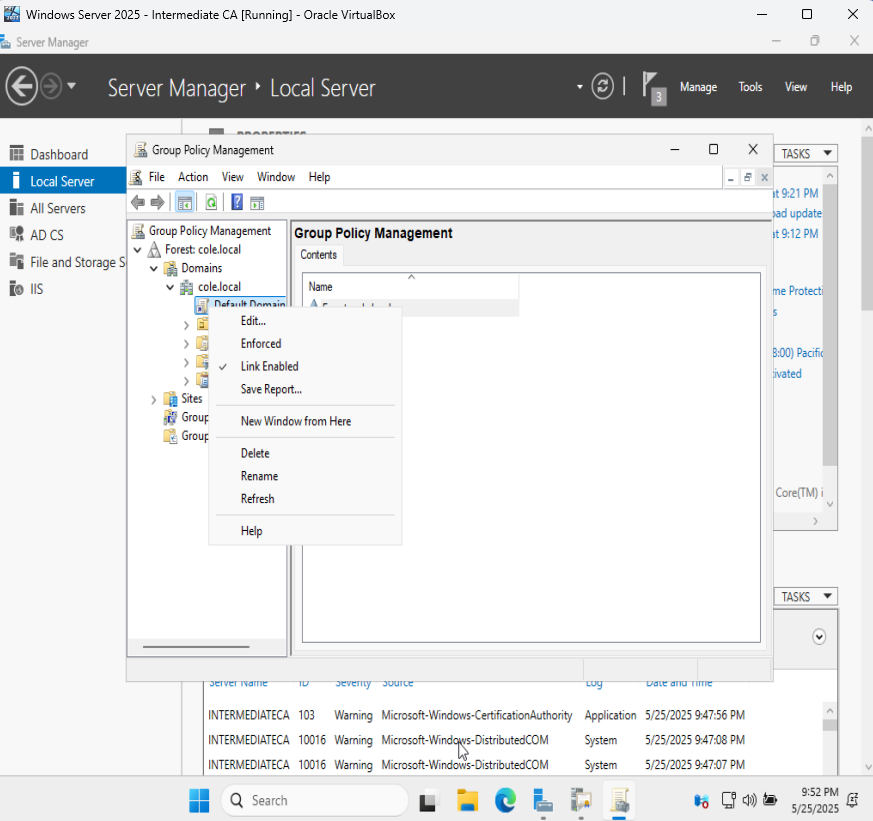 Windows Server 2025 - Intermediate CA [Running] - Oracle VirtualBox
Server Manager
Server Manager • Local Server
3
Manage
Tools
View
Help
Dashboard
Local Server
All Servers
AD CS
File and Storage S
IIS
PROPERTIES
TASKS
at 9:21 PM
oad update
at 9:12 PM
me Protecti
s
8:00) Pacific
ivated
Core(TM) i
Group Policy Management
File Action View Window Help
Group Policy Management
Forest: cole.local
Domains
cole.local
Default Domain
Sites
Group
Group
Group Policy Management
Contents
Name
Edit...
Enforced
Link Enabled
Save Report...
New Window from Here
Delete
Rename
Refresh
Help
TASKS
Server Name ID Severity Source Log Date and Time
INTERMEDIATECA 103 Warning Microsoft-Windows-CertificationAuthority Application 5/25/2025 9:47:56 PM
INTERMEDIATECA 10016 Warning Microsoft-Windows-DistributedCOM System 5/25/2025 9:47:08 PM
INTERMEDIATECA 10016 Warning Microsoft-Windows-DistributedCOM System 5/25/2025 9:47:07 PM
Search
9:52 PM
5/25/2025